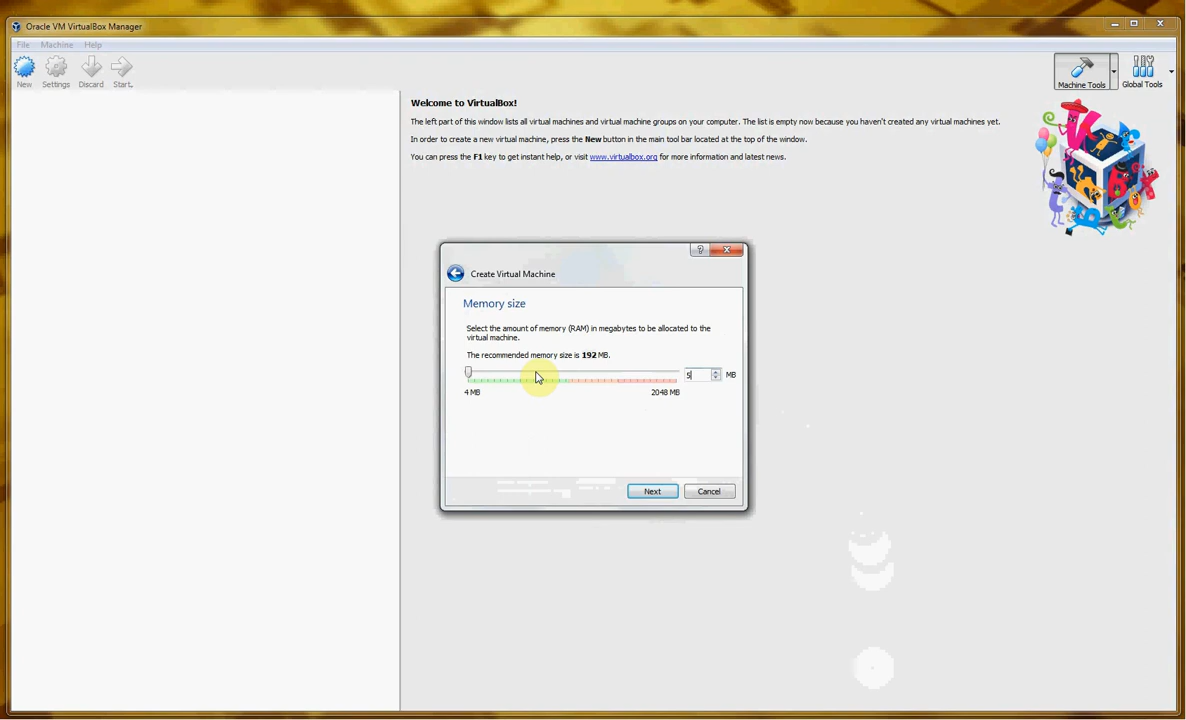 Oracle VM VirtualBox Manager
File Machine Help
New Settings Discard Start.
Machine Tools Global Tools
Welcome to VirtualBox!
The left part of this window lists all virtual machines and virtual machine groups on your computer. The list is empty now because you haven't created any virtual machines yet.
In order to create a new virtual machine, press the New button in the main tool bar located at the top of the window.
You can press the F1 key to get instant help, or visit www.virtualbox.org for more information and latest news.
Create Virtual Machine
Memory size
Select the amount of memory (RAM) in megabytes to be allocated to the
virtual machine.
The recommended memory size is 192 MB.
5 MB
4 MB 2048 MB
Next Cancel